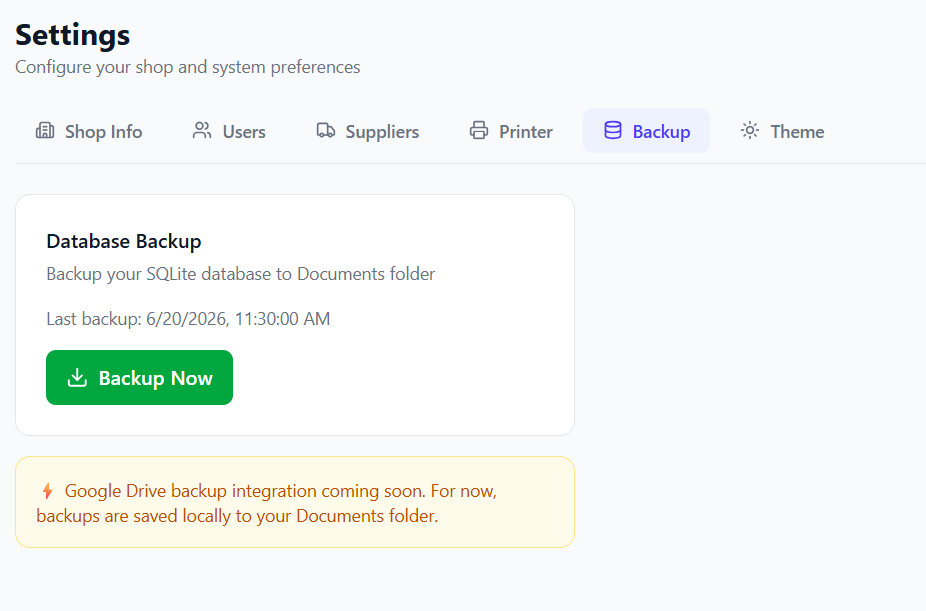 Settings
Configure your shop and system preferences
Shop Info
Users
Suppliers
Printer
Backup
Theme
Database Backup
Backup your SQLite database to Documents folder
Last backup: 6/20/2026, 11:30:00 AM
Backup Now
⚡ Google Drive backup integration coming soon. For now,
backups are saved locally to your Documents folder.